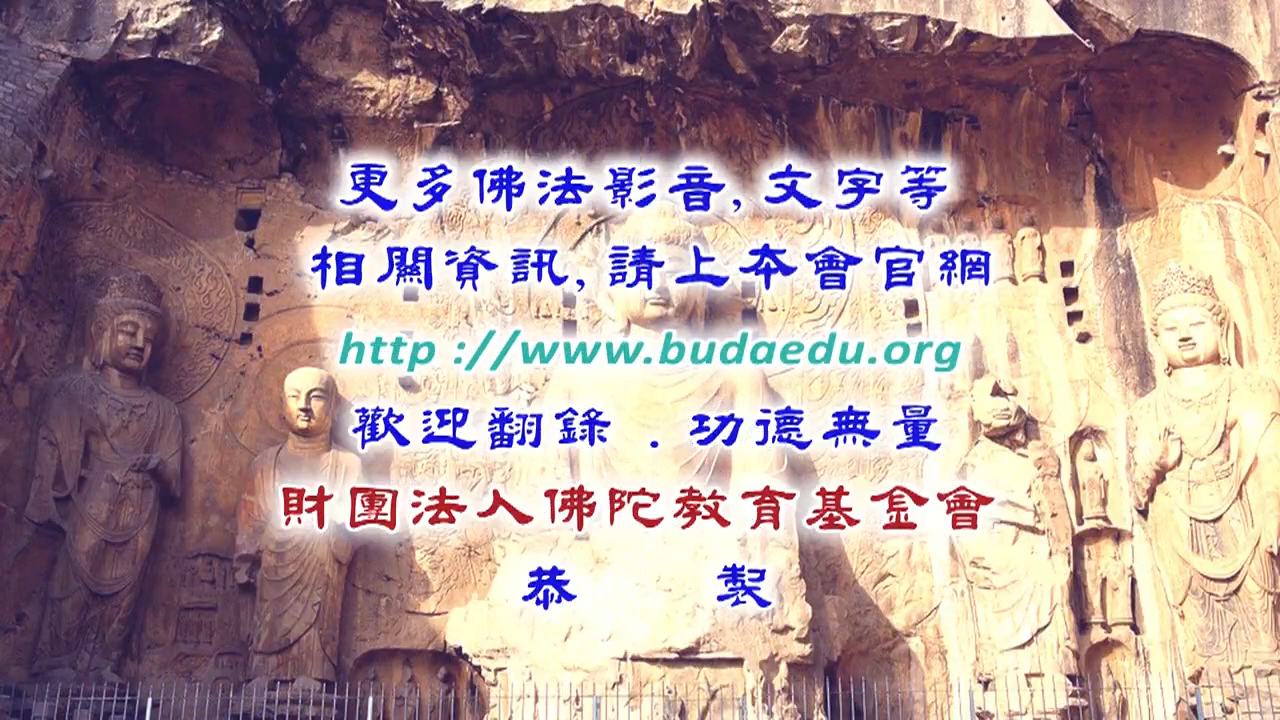 更多佛法影音,文字等
相關資訊,請上本會官網
http ://www.budaedu.org
歡迎翻錄 . 功德無量
財團法人佛陀教育基金會
恭 製